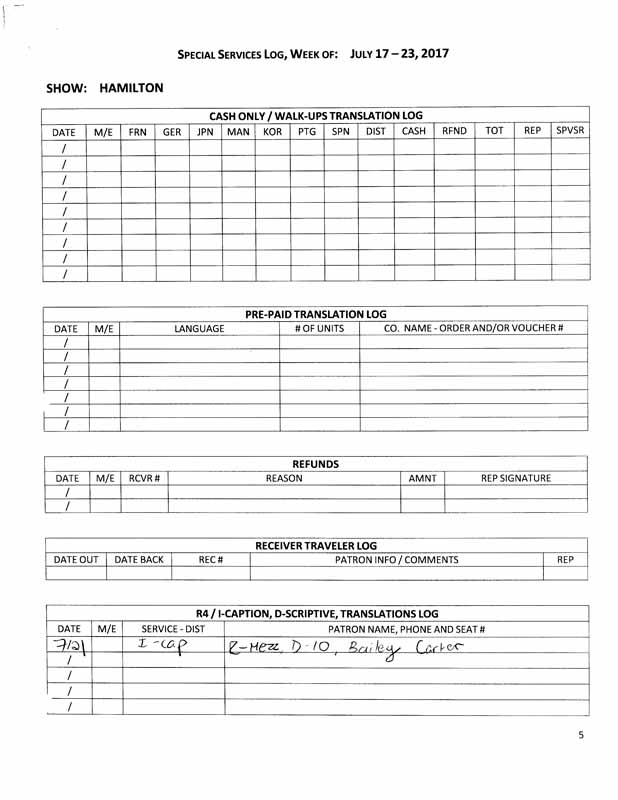 SPECIAL SERVICES LOG, WEEK OF: JULY 17 – 23, 2017
SHOW: HAMILTON
CASH ONLY / WALK-UPS TRANSLATION LOG
DATE M/E FRN GER JPN MAN KOR PTG SPN DIST CASH RFND TOT REP SPVSR
/
/
/
/
/
/
/
/
/
PRE-PAID TRANSLATION LOG
DATE M/E LANGUAGE # OF UNITS CO. NAME - ORDER AND/OR VOUCHER #
/
/
/
/
/
/
/
REFUNDS
DATE M/E RCVR # REASON AMNT REP SIGNATURE
/
/
RECEIVER TRAVELER LOG
DATE OUT DATE BACK REC # PATRON INFO / COMMENTS REP
R4 / I-CAPTION, D-SCRIPTIVE, TRANSLATIONS LOG
DATE M/E SERVICE - DIST PATRON NAME, PHONE AND SEAT #
7/21 I-cap R-Mezz D-10, Bailey Carter
/
/
/
/
5